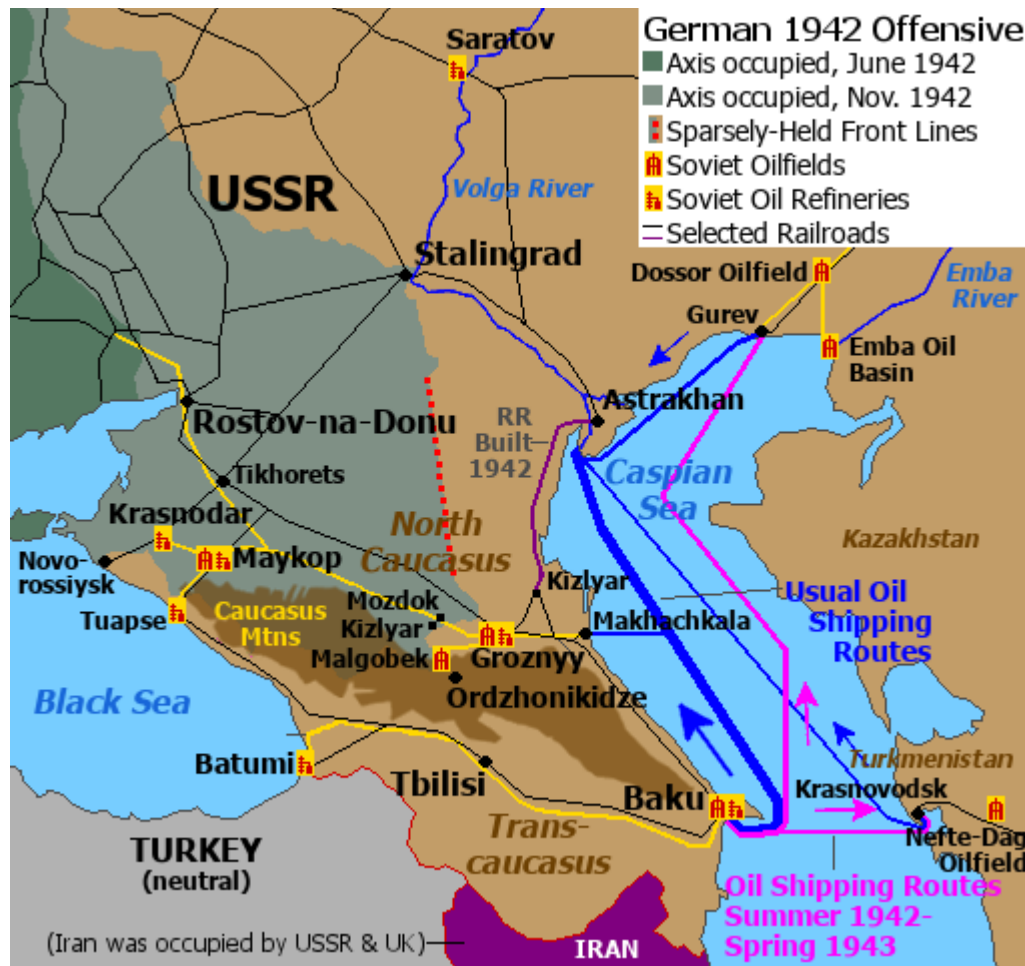 German 1942 Offensive
Axis occupied, June 1942
Axis occupied, Nov. 1942
Sparsely-Held Front Lines
Soviet Oilfields
Soviet Oil Refineries
Selected Railroads
Saratov
USSR
Volga River
Stalingrad
Dossor Oilfield
Emba
River
Gurev
Emba Oil
Basin
Astrakhan
RR
Built
1942
Rostov-na-Donu
Tikhorets
Caspian
Sea
Kraspodar
North
Caucasus
Kazakhstan
Novo-
rossiysk
Maykop
Kizlyar
Usual Oil
Shipping
Routes
Tuapse
Caucasus
Mtns
Mozdok
Kizlyar
Makhachkala
Malgobek
Groznyy
Ordzhonikidze
Black Sea
Turkmenistan
Batumi
Tbilisi
Baku
Krasnovodsk
Nefte-Dag
Oilfield
Trans-
caucasus
TURKEY
(neutral)
Oil Shipping Routes
Summer 1942-
Spring 1943
(Iran was occupied by USSR & UK)
IRAN